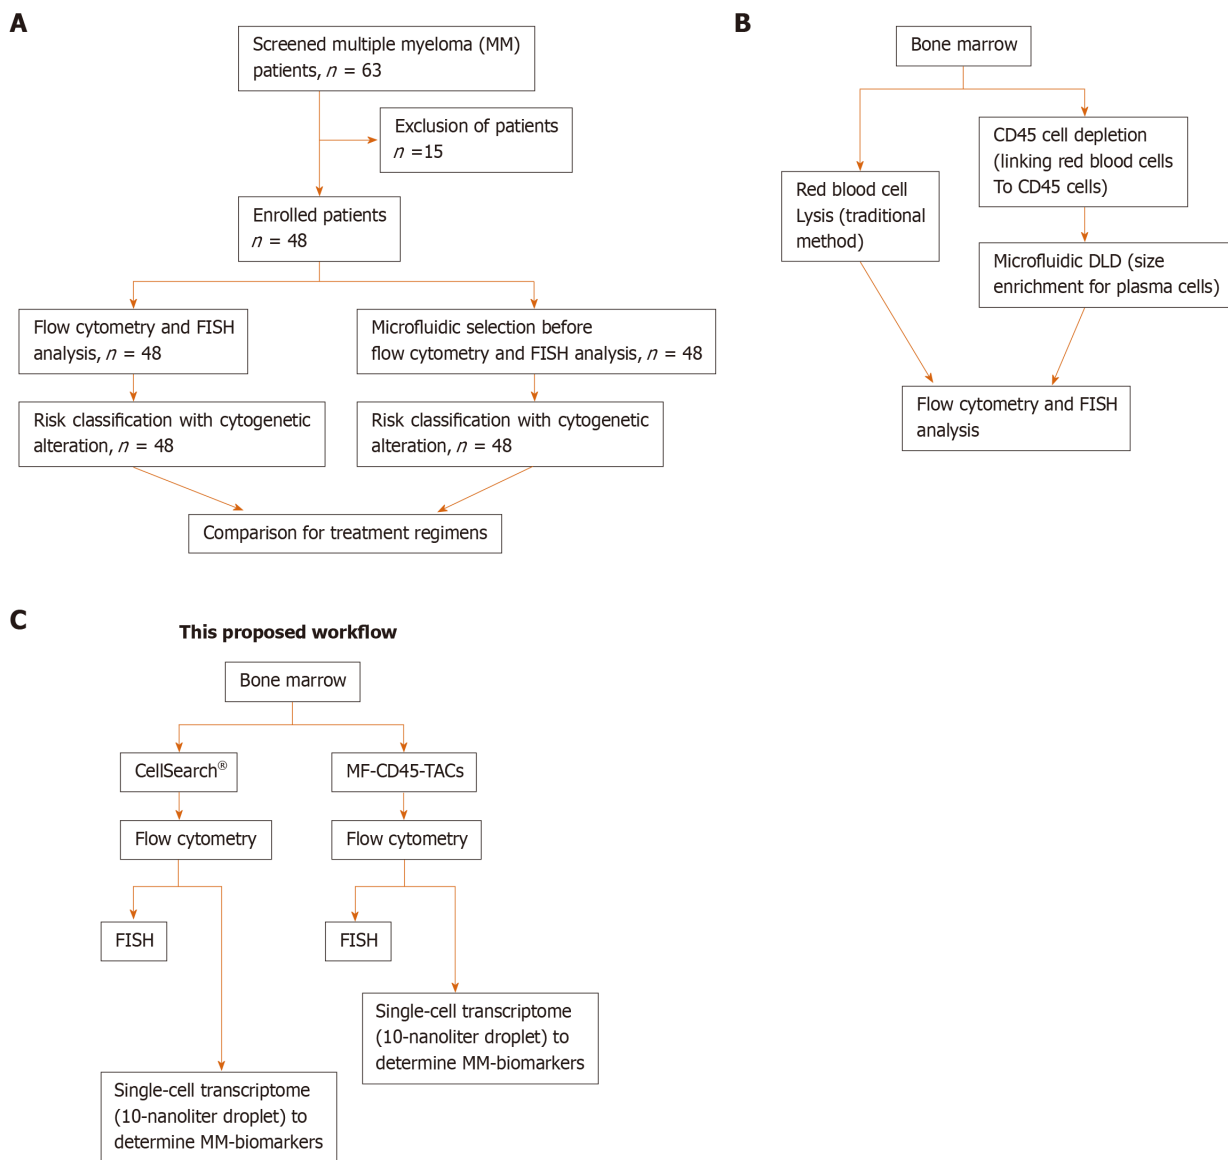 A
Screened multiple myeloma (MM)
patients, n = 63
Exclusion of patients
n =15
Enrolled patients
n = 48
Flow cytometry and FISH
analysis, n = 48
Microfluidic selection before
flow cytometry and FISH analysis, n = 48
Risk classification with cytogenetic
alteration, n = 48
Risk classification with cytogenetic
alteration, n = 48
Comparison for treatment regimens
B
Bone marrow
CD45 cell depletion
(linking red blood cells
To CD45 cells)
Red blood cell
Lysis (traditional
method)
Microfluidic DLD (size
enrichment for plasma cells)
Flow cytometry and FISH
analysis
C
This proposed workflow
Bone marrow
CellSearch®
MF-CD45-TACs
Flow cytometry
Flow cytometry
FISH
FISH
Single-cell transcriptome
(10-nanoliter droplet) to
determine MM-biomarkers
Single-cell transcriptome
(10-nanoliter droplet) to
determine MM-biomarkers